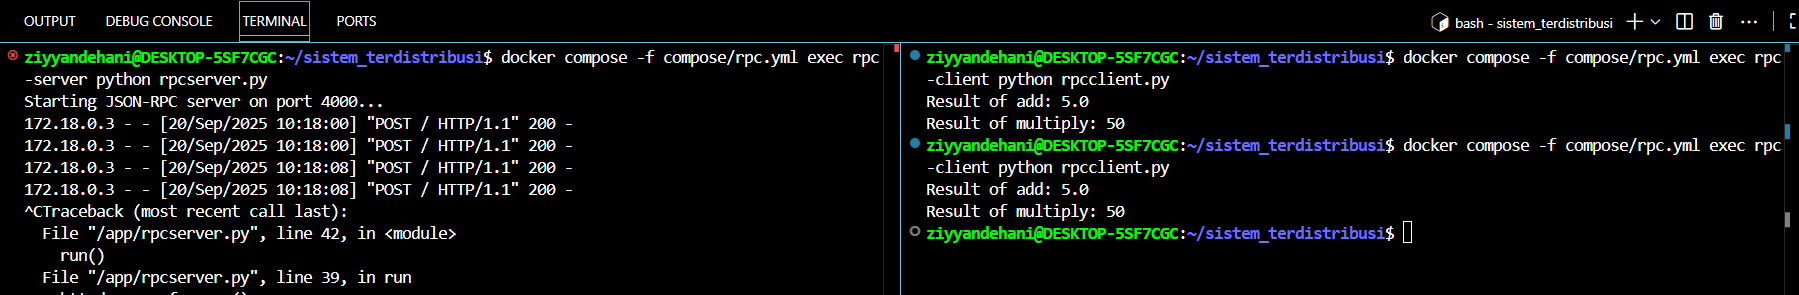 OUTPUT DEBUG CONSOLE TERMINAL PORTS
bash - sistem_terdistribusi
ziyyandehani@DESKTOP-5SF7CGC:~/sistem_terdistribusi$ docker compose -f compose/rpc.yml exec rpc
-server python rpcserver.py
Starting JSON-RPC server on port 4000...
172.18.0.3 - - [20/Sep/2025 10:18:00] "POST / HTTP/1.1" 200 -
172.18.0.3 - - [20/Sep/2025 10:18:00] "POST / HTTP/1.1" 200 -
172.18.0.3 - - [20/Sep/2025 10:18:08] "POST / HTTP/1.1" 200 -
172.18.0.3 - - [20/Sep/2025 10:18:08] "POST / HTTP/1.1" 200 -
^CTraceback (most recent call last):
File "/app/rpcserver.py", line 42, in <module>
run()
File "/app/rpcserver.py", line 39, in run
ziyyandehani@DESKTOP-5SF7CGC:~/sistem_terdistribusi$ docker compose -f compose/rpc.yml exec rpc
-client python rpcclient.py
Result of add: 5.0
Result of multiply: 50
ziyyandehani@DESKTOP-5SF7CGC:~/sistem_terdistribusi$ docker compose -f compose/rpc.yml exec rpc
-client python rpcclient.py
Result of add: 5.0
Result of multiply: 50
ziyyandehani@DESKTOP-5SF7CGC:~/sistem_terdistribusi$